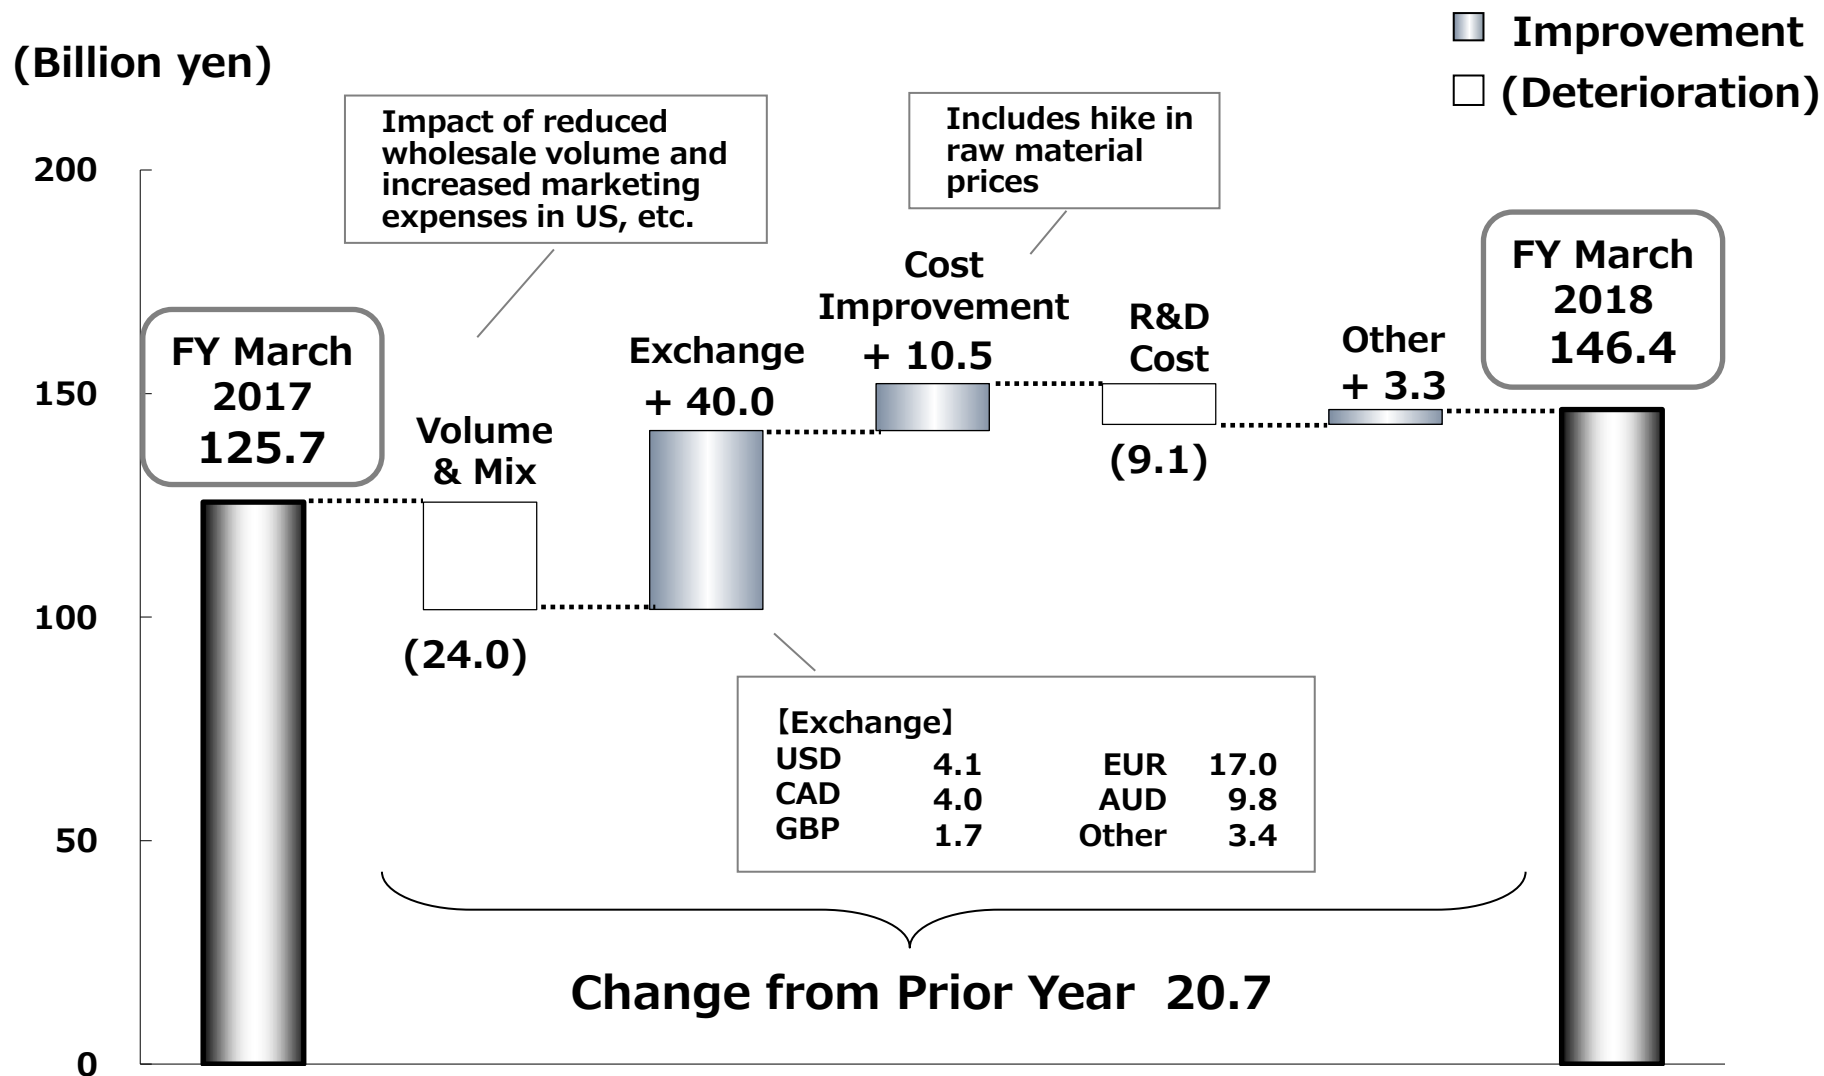 (Billion yen)
Improvement
(Deterioration)
200
150
100
50
0
Impact of reduced
wholesale volume and
increased marketing
expenses in US, etc.
Includes hike in
raw material
prices
FY March
2017
125.7
Volume
& Mix
(24.0)
Exchange
+ 40.0
Cost
Improvement
+ 10.5
R&D
Cost
(9.1)
Other
+ 3.3
FY March
2018
146.4
【Exchange】
USD 4.1 EUR 17.0
CAD 4.0 AUD 9.8
GBP 1.7 Other 3.4
Change from Prior Year 20.7